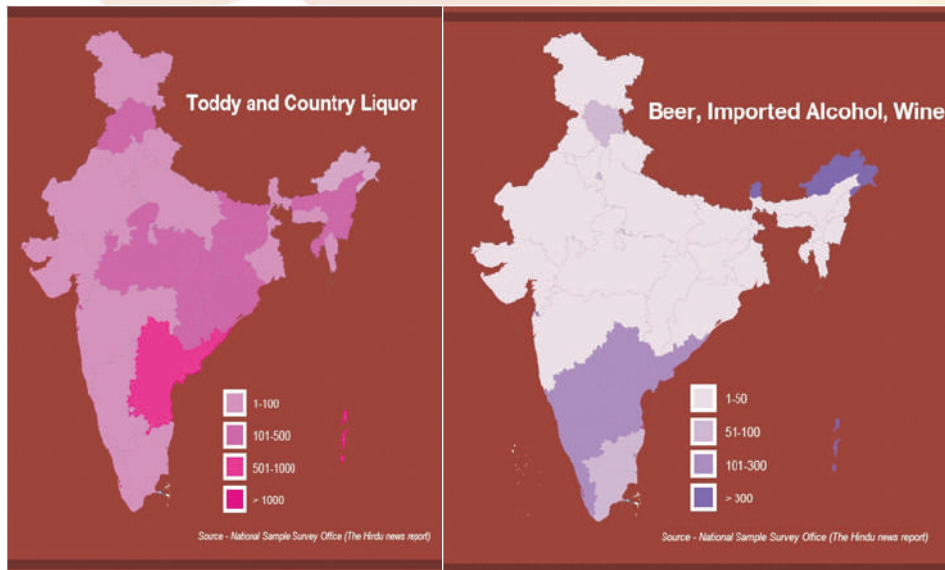 Toddy and Country Liquor
1-100
101-500
501-1000
> 1000
Source - National Sample Survey Office (The Hindu news report)
Beer, Imported Alcohol, Wine
1-50
51-100
101-300
> 300
Source - National Sample Survey Office (The Hindu news report)